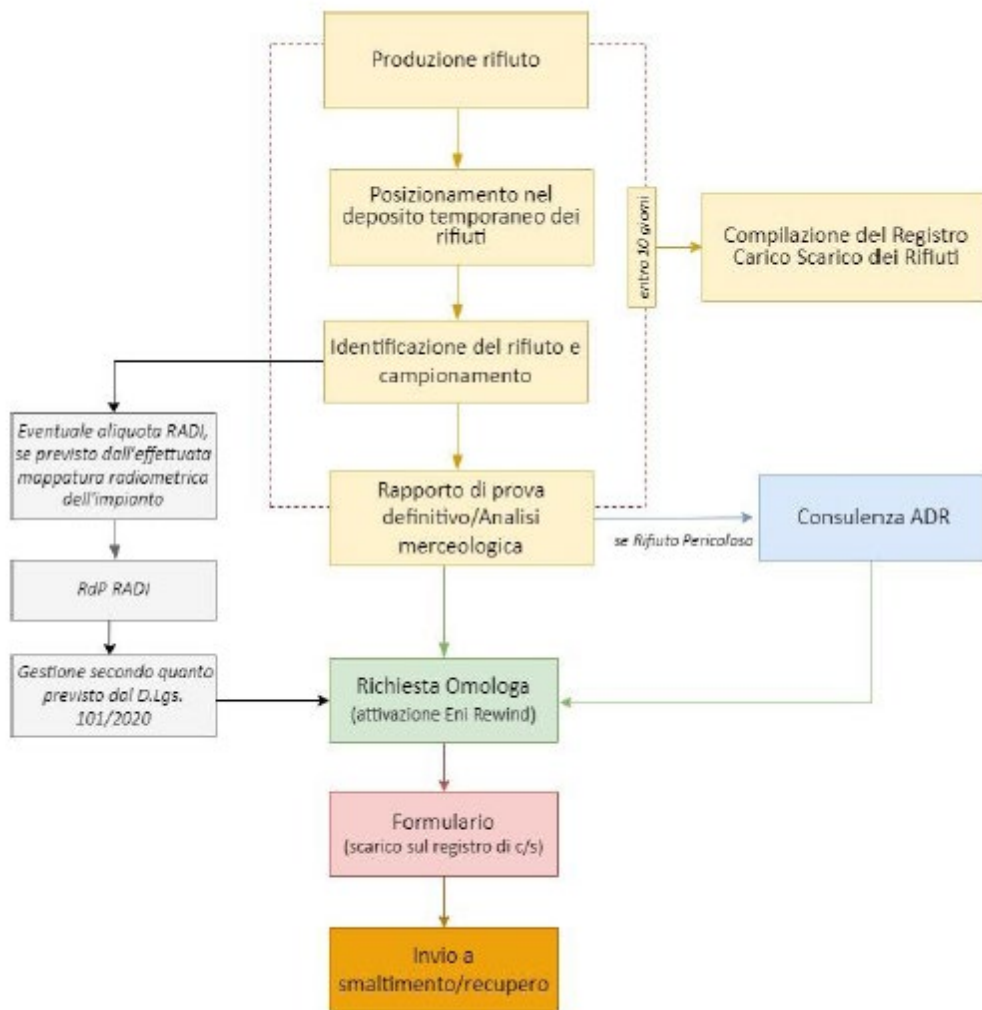 Produzione rifiuto
Posizionamento nel
deposito temporaneo dei
rifiuti
entro 10 giorni
Compilazione del Registro
Carico Scarico dei Rifiuti
Identificazione del rifiuto e
campionamento
Eventuale aliquota RADI,
se previsto dall'effettuata
mappatura radiometrica
dell'impianto
Rapporto di prova
definitivo/Analisi
merceologica
se Rifiuto Pericoloso
Consulenza ADR
RdP RADI
Gestione secondo quanto
previsto dal D.Lgs.
101/2020
Richiesta Omologa
(attivazione Eni Rewind)
Formulario
(scarico sul registro di c/s)
Invio a
smaltimento/recupero